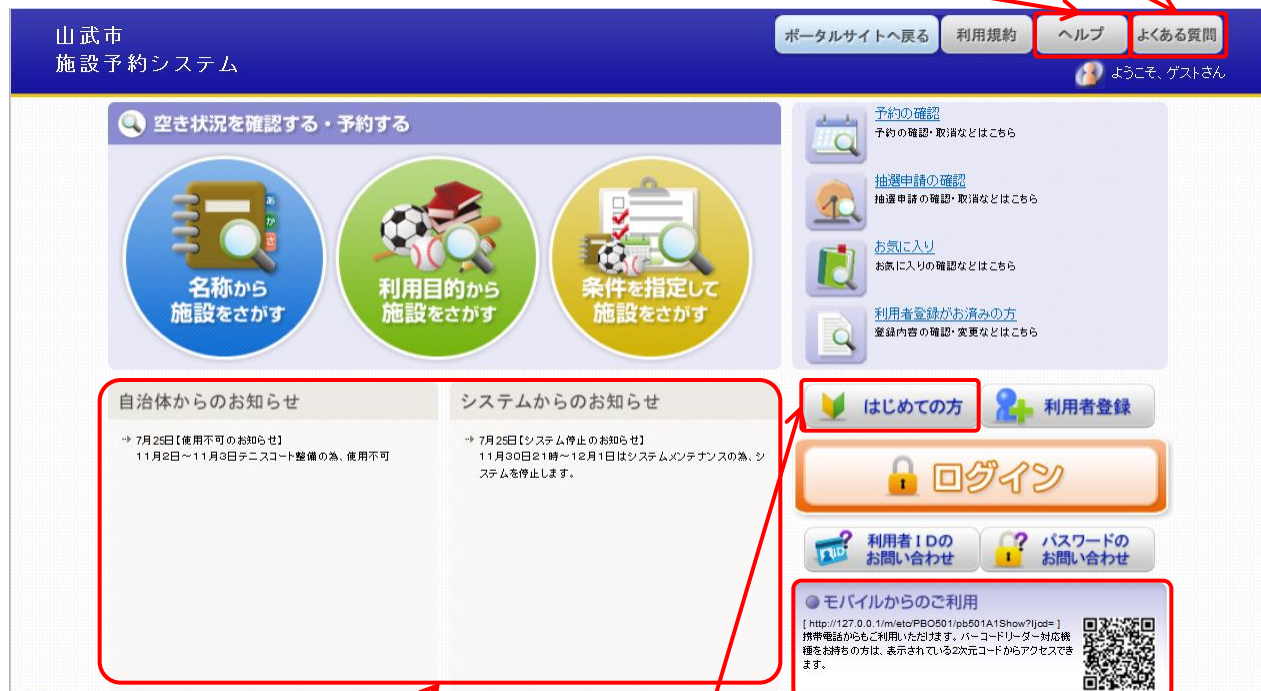 山武市
施設予約システム
ポータルサイトへ戻る
利用規約
ヘルプ
よくある質問
ようこそ、ゲストさん
空き状況を確認する・予約する
あ
か
さ
名称から
施設をさがす
利用目的から
施設をさがす
条件を指定して
施設をさがす
予約の確認
予約の確認・取消などはこちら
抽選申請の確認
抽選申請の確認・取消などはこちら
お気に入り
お気に入りの確認などはこちら
利用者登録がお済みの方
登録内容の確認・変更などはこちら
自治体からのお知らせ
7月25日【使用不可のお知らせ】
11月2日～11月3日テニスコート整備の為、使用不可
システムからのお知らせ
7月25日【システム停止のお知らせ】
11月30日21時～12月1日はシステムメンテナンスの為、シ
ステムを停止します。
はじめての方
利用者登録
ログイン
利用者IDの
お問い合わせ
パスワードの
お問い合わせ
モバイルからのご利用
[ http://127.0.0.1/m/etc/PBO501/pb501A1Show?ljcd= ]
携帯電話からもご利用いただけます。バーコードリーダー対応機
種をお持ちの方は、表示されている2次元コードからアクセスでき
ます。